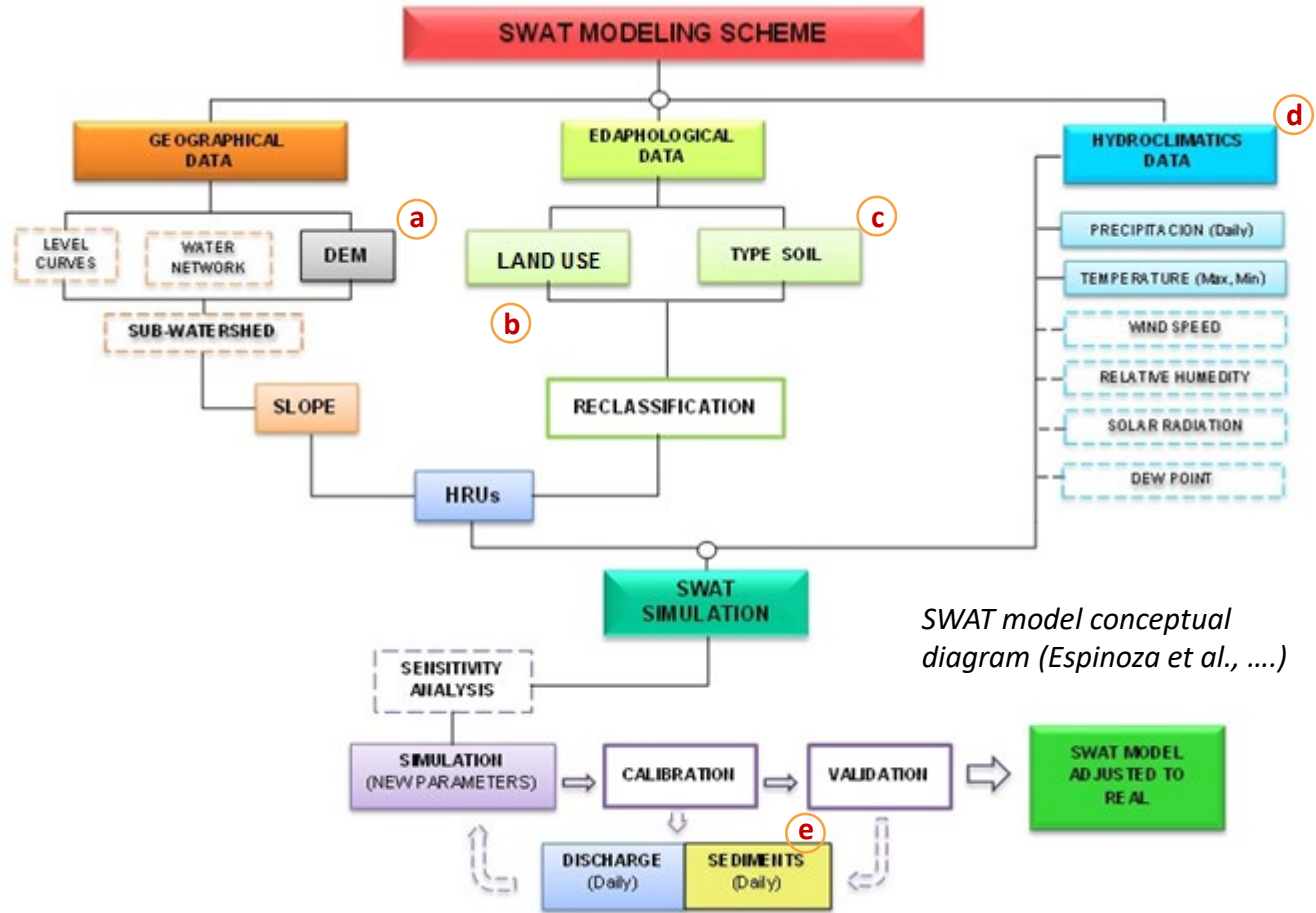 SWAT MODELING SCHEME
d
GEOGRAPHICAL
DATA
EDAPHOLOGICAL
DATA
HYDROCLIMATICS
DATA
a
c
LEVEL
CURVES
WATER
NETWORK
DEM
LAND USE
TYPE SOIL
PRECIPITACION (Daily)
TEMPERATURE (Max, Min)
b
SUB-WATERSHED
WIND SPEED
RELATIVE HUMEDITY
SLOPE
RECLASSIFICATION
SOLAR RADIATION
DEW POINT
HRUs
SWAT
SIMULATION
SWAT model conceptual
diagram (Espinoza et al., ....)
SENSITIVITY
ANALYSIS
SIMULATION
(NEW PARAMETERS)
CALIBRATION
VALIDATION
SWAT MODEL
ADJUSTED TO
REAL
e
DISCHARGE
(Daily)
SEDIMENTS
(Daily)